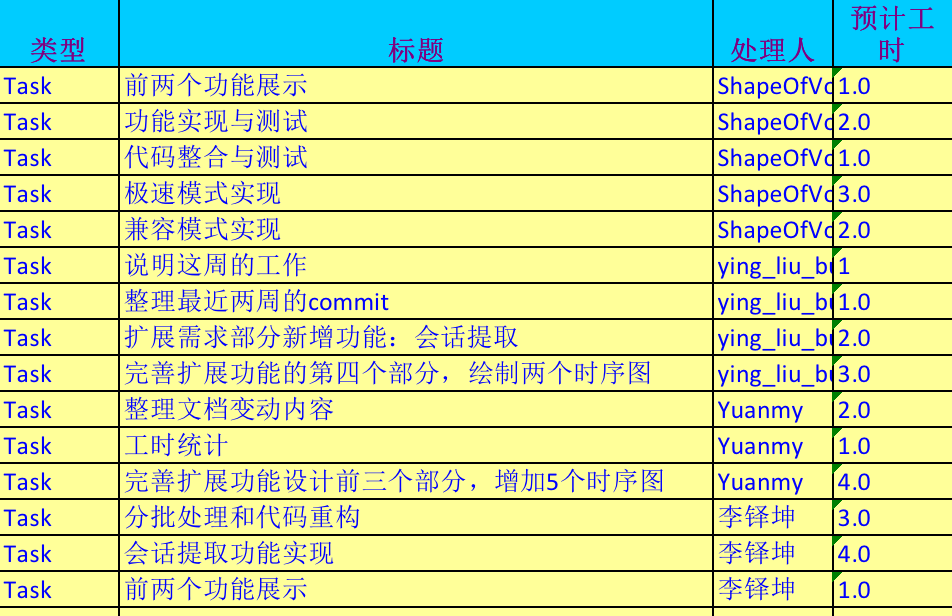 类型 标题 处理人 预计工时
Task 前两个功能展示 ShapeOfVo 1.0
Task 功能实现与测试 ShapeOfVo 2.0
Task 代码整合与测试 ShapeOfVo 1.0
Task 极速模式实现 ShapeOfVo 3.0
Task 兼容模式实现 ShapeOfVo 2.0
Task 说明这周的工作 ying_liu_bu 1
Task 整理最近两周的commit ying_liu_bu 1.0
Task 扩展需求部分新增功能：会话提取 ying_liu_bu 2.0
Task 完善扩展功能的第四个部分，绘制两个时序图 ying_liu_bu 3.0
Task 整理文档变动内容 Yuanmy 2.0
Task 工时统计 Yuanmy 1.0
Task 完善扩展功能设计前三个部分，增加5个时序图 Yuanmy 4.0
Task 分批处理和代码重构 李铎坤 3.0
Task 会话提取功能实现 李铎坤 4.0
Task 前两个功能展示 李铎坤 1.0